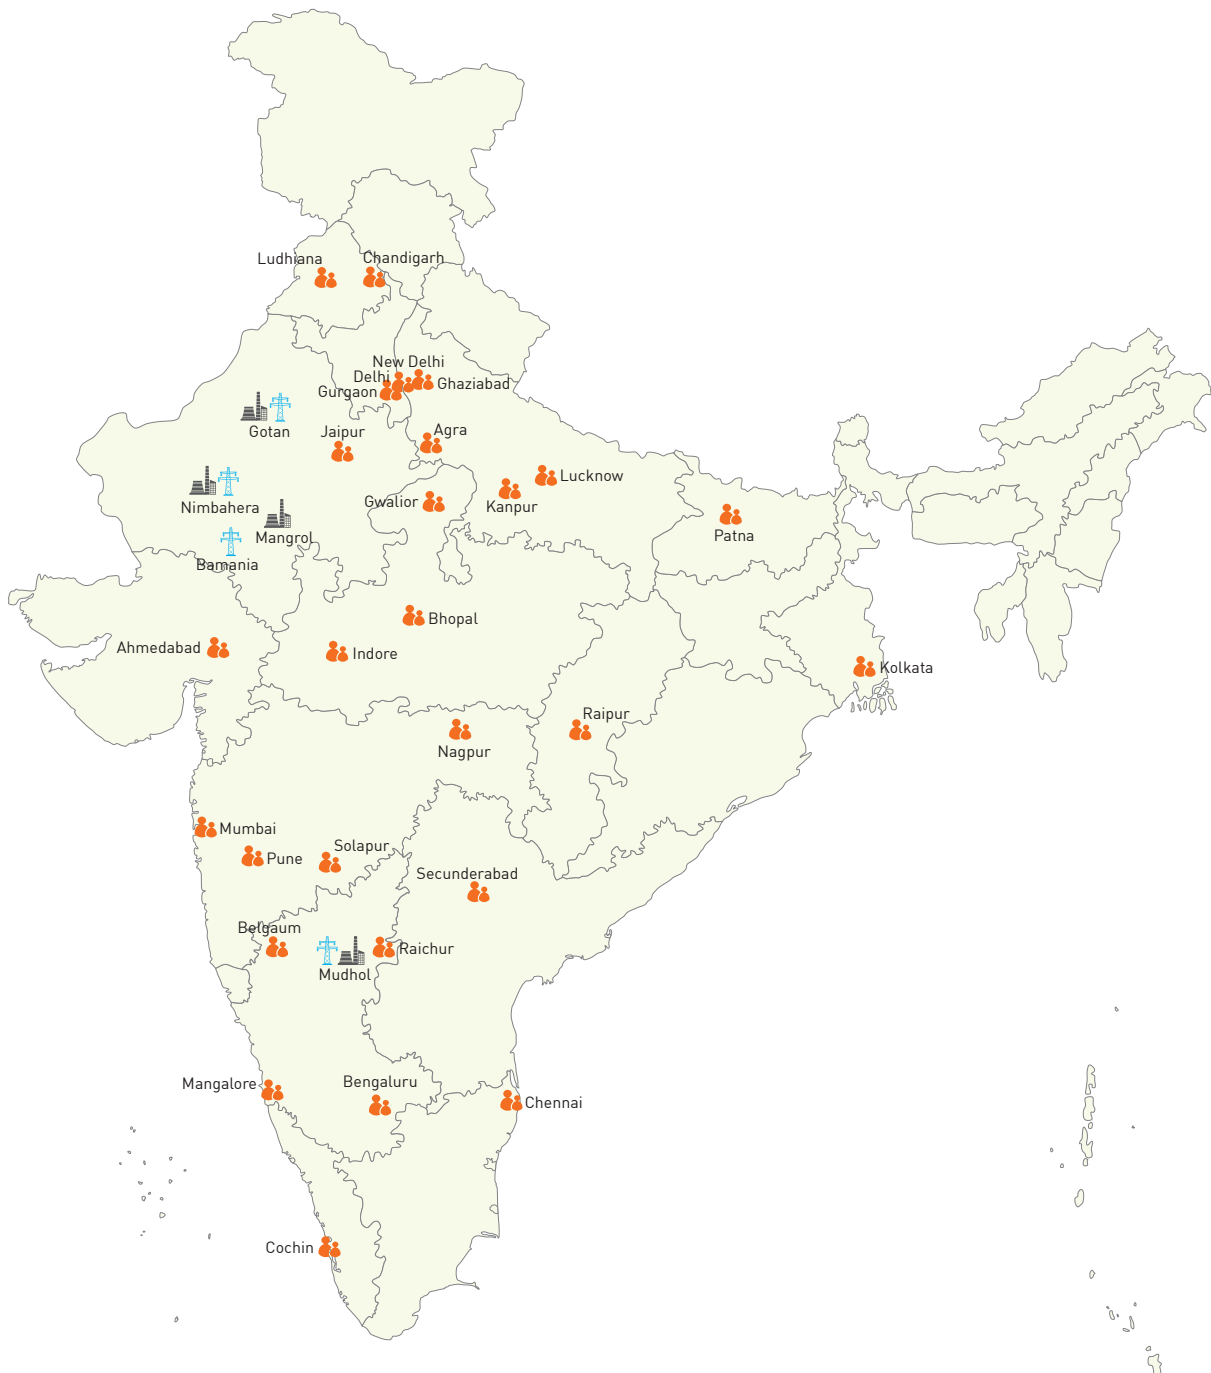 Ludhiana
Chandigarh
New Delhi
Delhi
Ghaziabad
Gurgaon
Gotan
Jaipur
Agra
Lucknow
Nimbahera
Gwalior
Kanpur
Mangrol
Patna
Bamania
Bhopal
Ahmedabad
Indore
Kolkata
Raipur
Nagpur
Mumbai
Solapur
Pune
Secunderabad
Belgaum
Raichur
Mudhol
Mangalore
Bengaluru
Chennai
Cochin